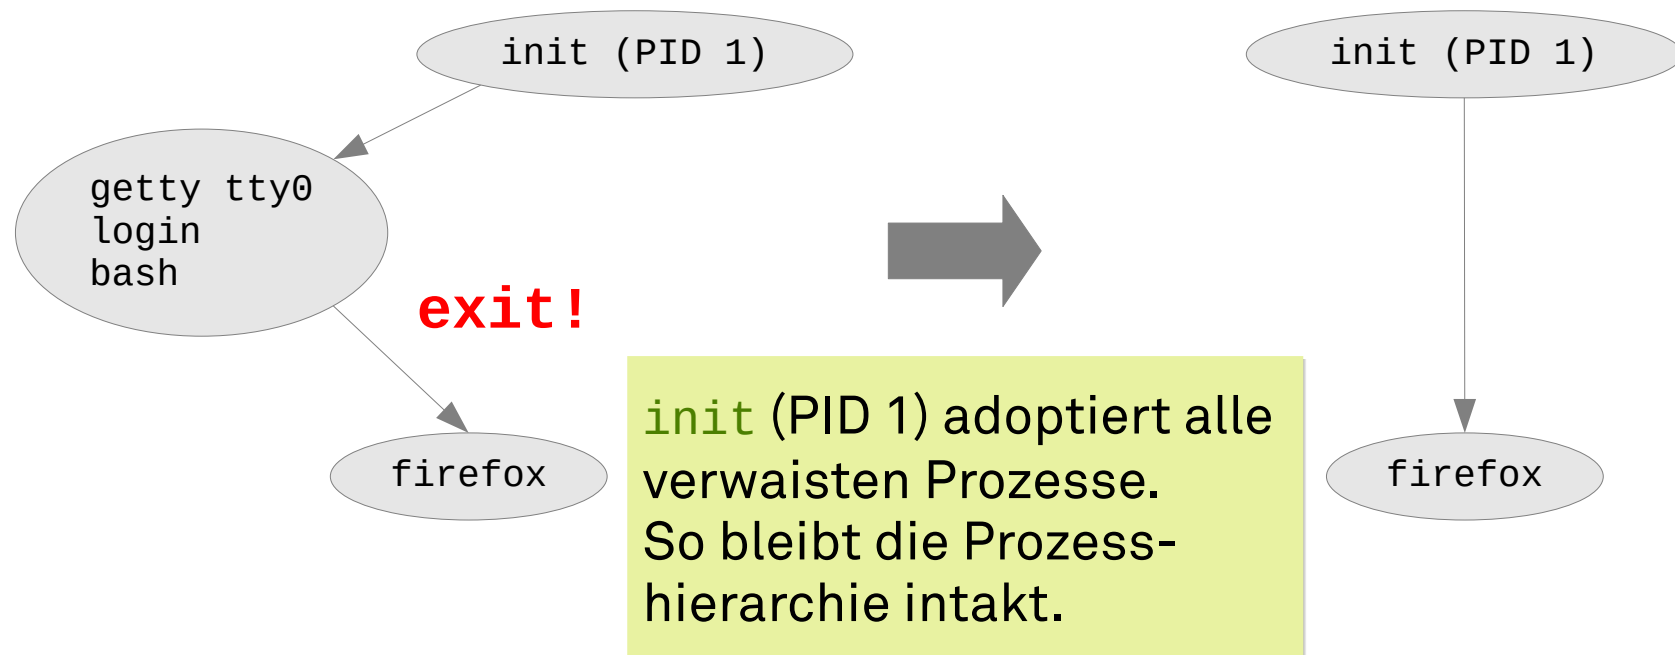 init (PID 1)
getty tty0
login
bash
exit!
firefox
init (PID 1) adoptiert alle
verwaisten Prozesse.
So bleibt die Prozess-
hierarchie intakt.
init (PID 1)
firefox